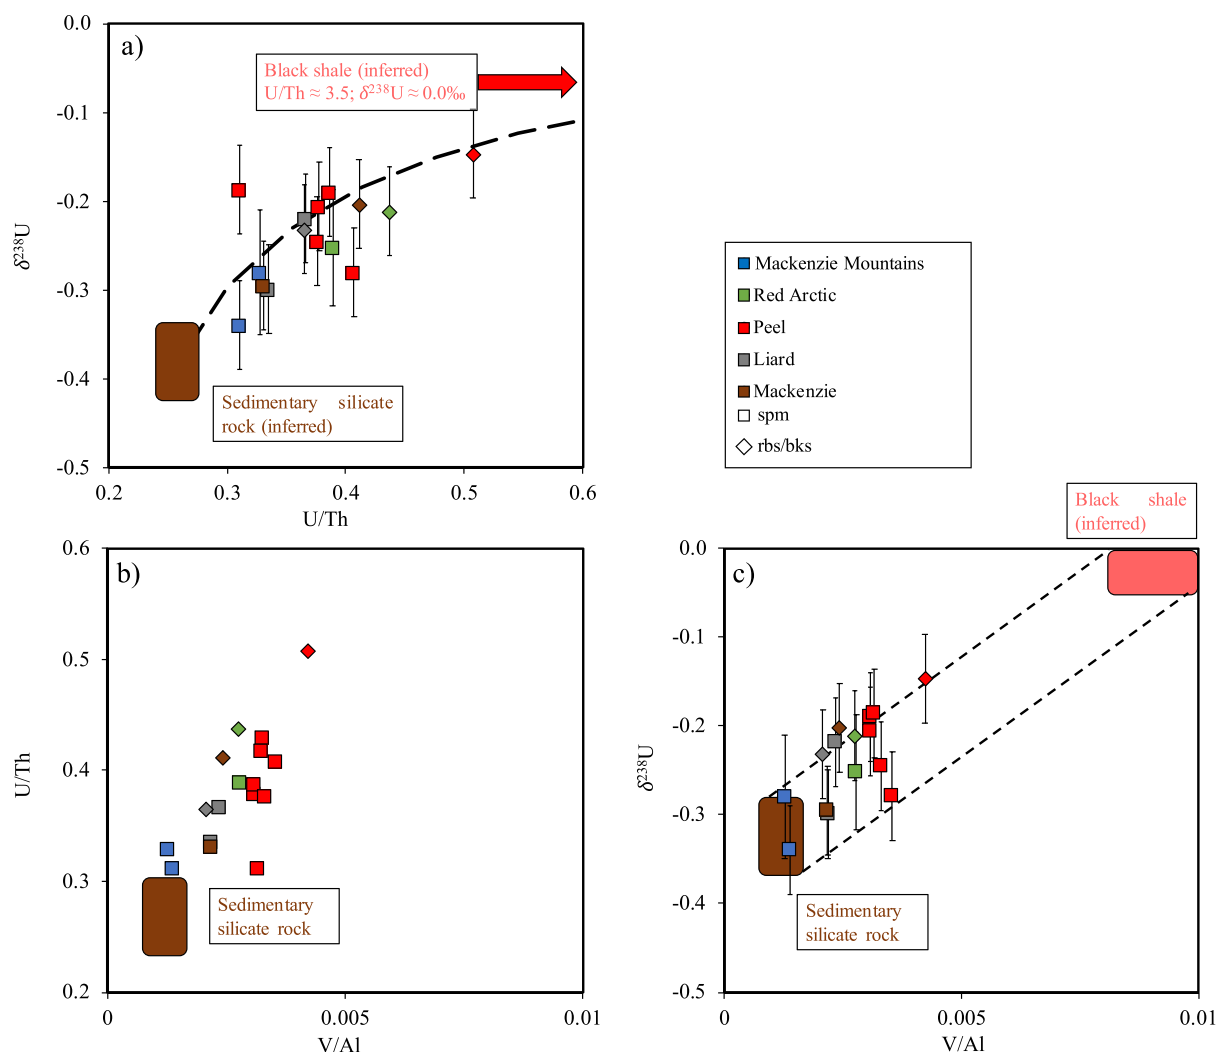 0.0
a)
-0.1
-0.2
-0.3
-0.4
-0.5
δ²³⁸U
Black shale (inferred)
U/Th ≈ 3.5; δ²³⁸U ≈ 0.0‰
Sedimentary silicate
rock (inferred)
0.2 0.3 0.4 0.5 0.6
U/Th
Mackenzie Mountains
Red Arctic
Peel
Liard
Mackenzie
spm
rbs/bks
0.6
b)
0.5
0.4
0.3
0.2
U/Th
Sedimentary
silicate rock
0 0.005 0.01
V/Al
Black shale
(inferred)
0.0
c)
-0.1
-0.2
-0.3
-0.4
-0.5
δ²³⁸U
Sedimentary
silicate rock
0 0.005 0.01
V/Al